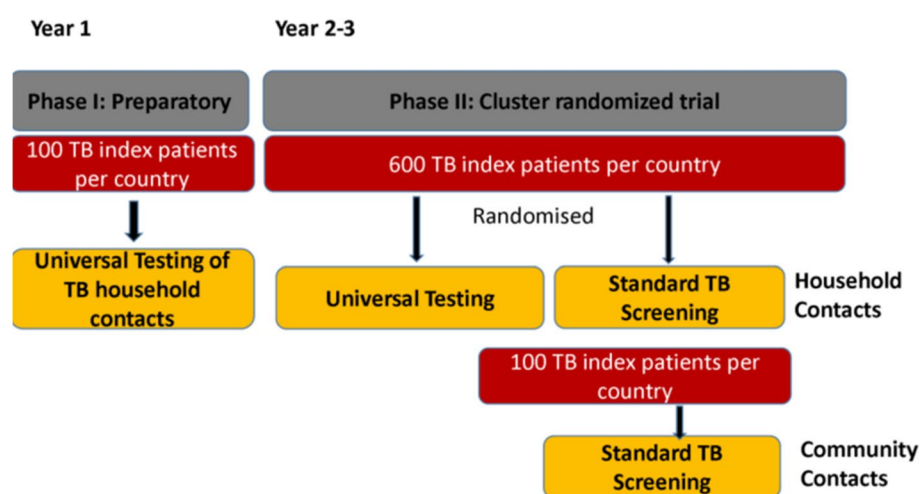 Year 1
Year 2-3
Phase I: Preparatory
Phase II: Cluster randomized trial
100 TB index patients
per country
600 TB index patients per country
Randomised
Universal Testing of
TB household
contacts
Universal Testing
Standard TB
Screening
Household
Contacts
100 TB index patients per
country
Standard TB
Screening
Community
Contacts